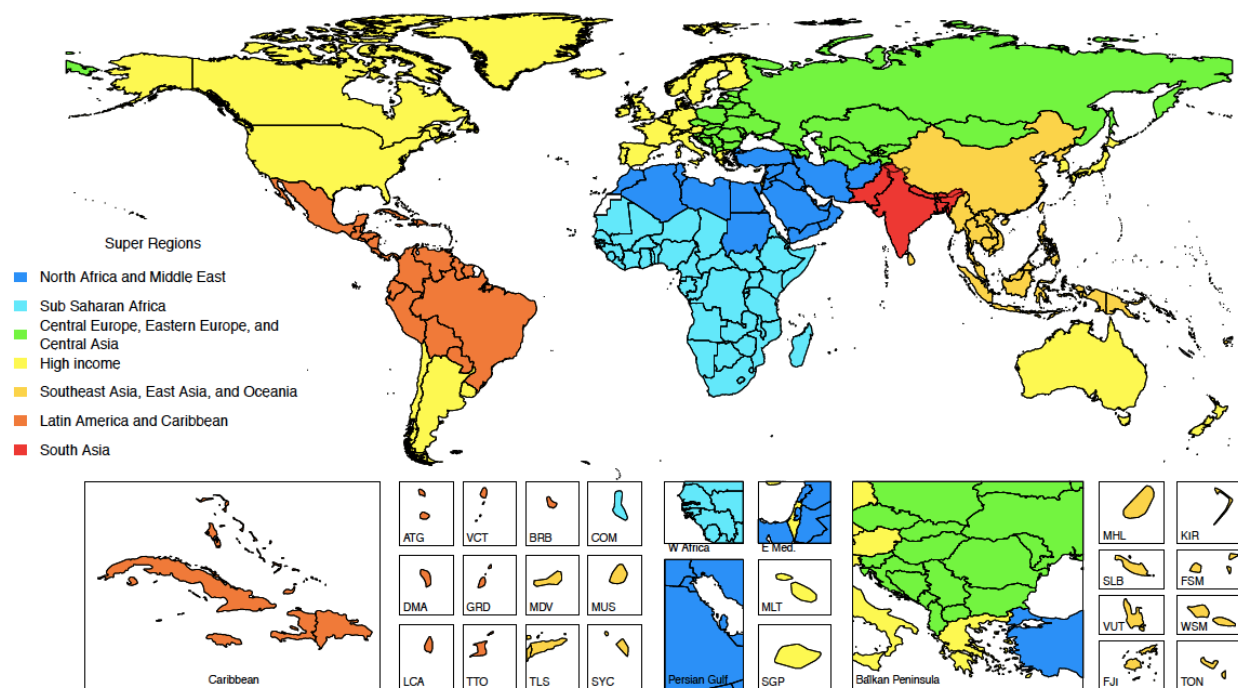 Super Regions
North Africa and Middle East
Sub Saharan Africa
Central Europe, Eastern Europe, and
Central Asia
High income
Southeast Asia, East Asia, and Oceania
Latin America and Caribbean
South Asia
Caribbean
ATG
VCT
BRB
COM
DMA
GRD
MDV
MUS
LCA
TTO
TLS
SYC
W Africa
E Med.
Persian Gulf
MLT
SGP
Balkan Peninsula
MHL
KIR
SLB
FSM
VUT
WSM
FJI
TON